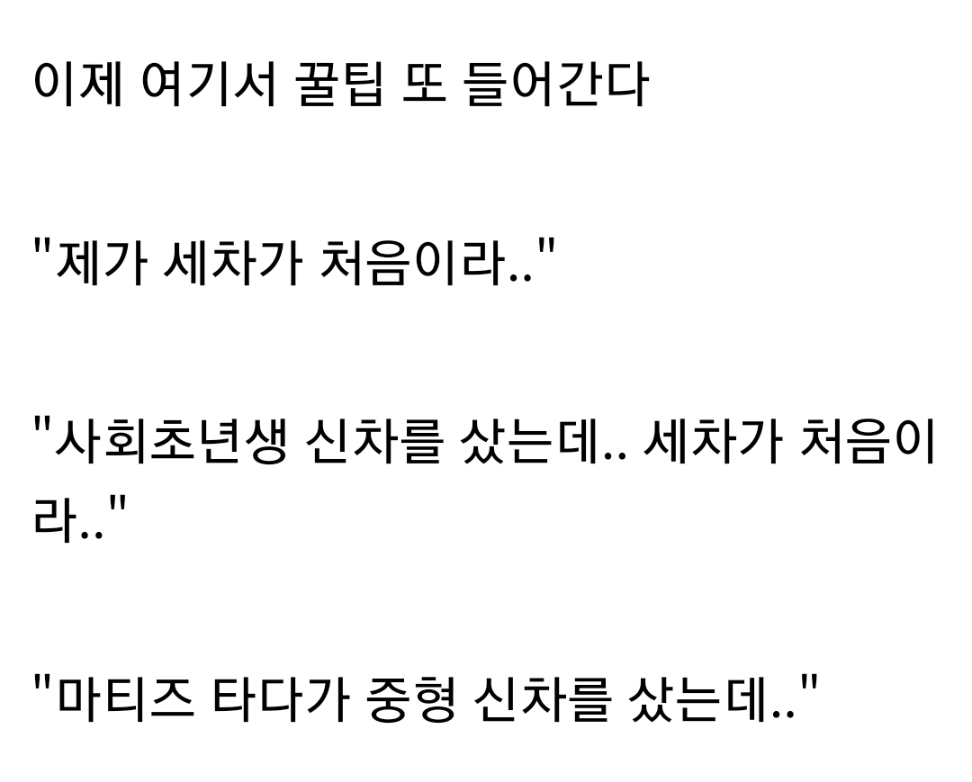 이제 여기서 꿀팁 또 들어간다
"제가 세차가 처음이라.."
"사회초년생 신차를 샀는데.. 세차가 처음이
라.."
"마티즈 타다가 중형 신차를 샀는데.."